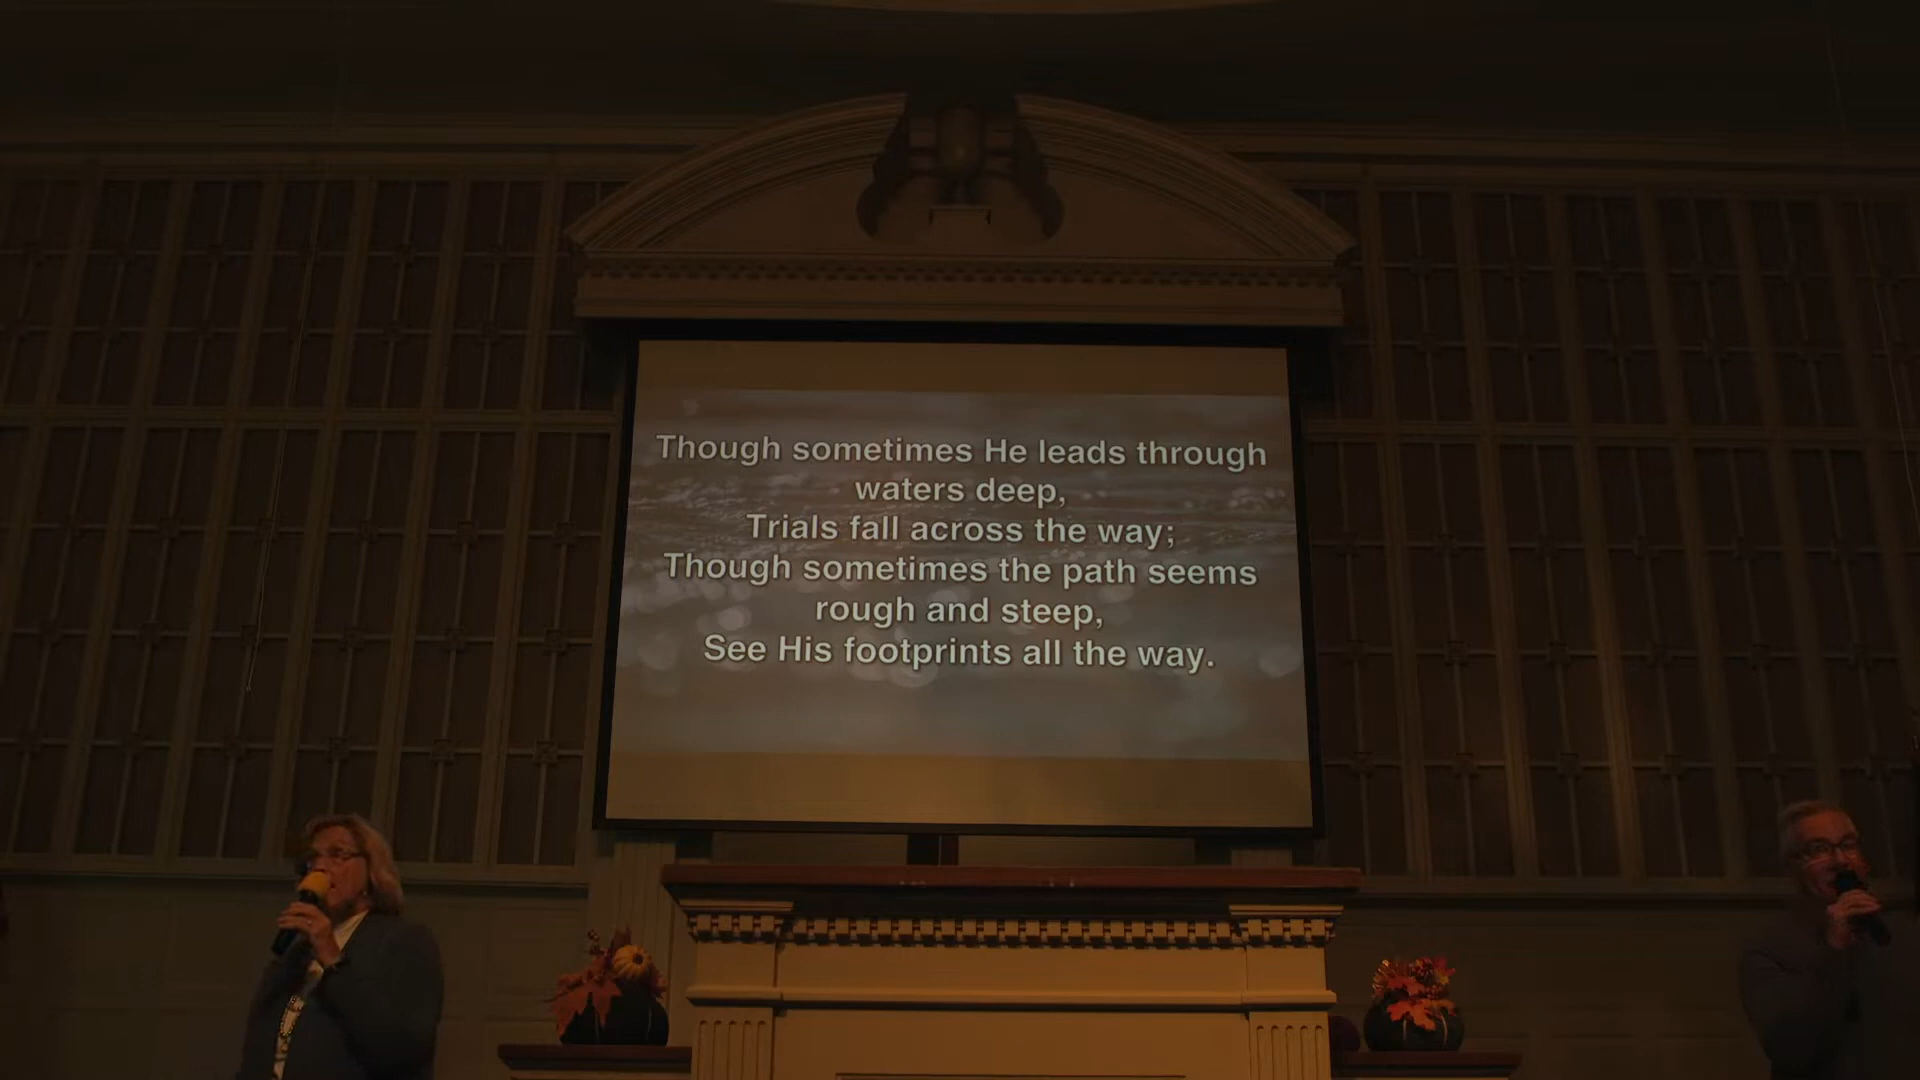 Though sometimes He leads through
waters deep,
Trials fall across the way;
Though sometimes the path seems
rough and steep,
See His footprints all the way.